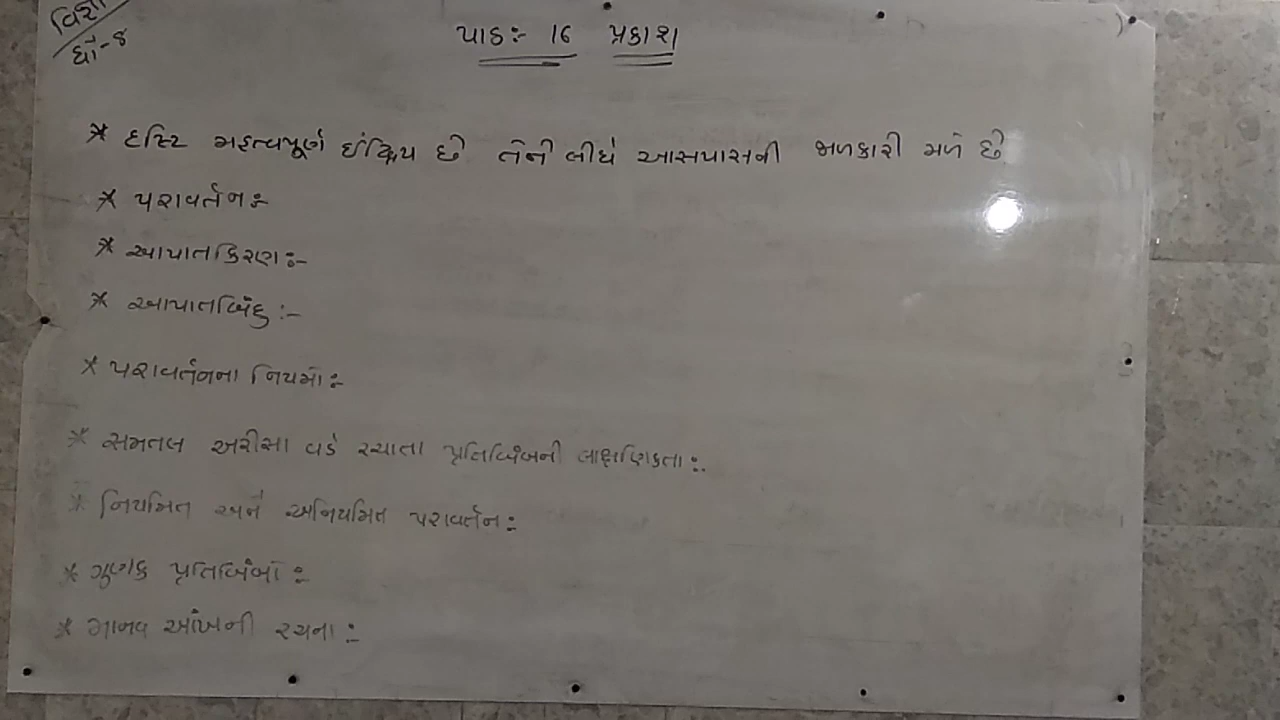 ધો-૪
પાઠ:- 16 પ્રકાશ
* દ્રષ્ટિ મહત્વપૂર્ણ ઈંદ્રિય છે તેની લીધે આસપાસની જાણકારી મળે છે
* પરાવર્તન:-
* આપાતકિરણ:-
* આપાતબિંદુ:-
* પરાવર્તનના નિયમો:-
* સમતલ અરીસા વડે રચાતા પ્રતિબિંબની લાક્ષણિકતા:-
* નિયમિત અને અનિયમિત પરાવર્તન:-
* ગુણક પ્રતિબિંબો:-
* માનવ આંખની રચના:-